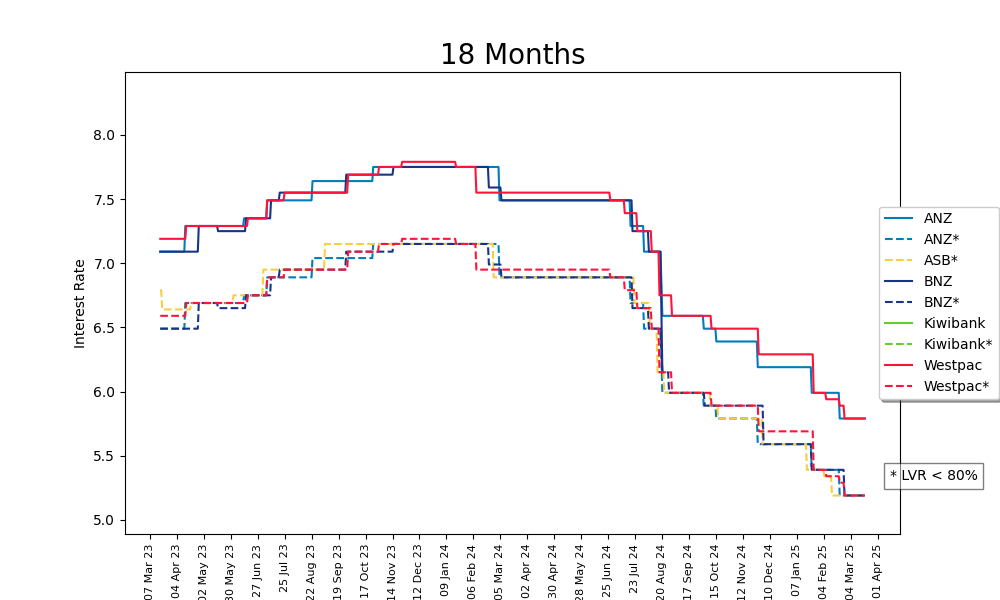 18 Months
Interest Rate
8.0
7.5
7.0
6.5
6.0
5.5
5.0
07 Mar 23
04 Apr 23
02 May 23
30 May 23
27 Jun 23
25 Jul 23
22 Aug 23
19 Sep 23
17 Oct 23
14 Nov 23
12 Dec 23
09 Jan 24
06 Feb 24
05 Mar 24
02 Apr 24
30 Apr 24
28 May 24
25 Jun 24
23 Jul 24
20 Aug 24
17 Sep 24
15 Oct 24
12 Nov 24
10 Dec 24
07 Jan 25
04 Feb 25
04 Mar 25
01 Apr 25
ANZ
ANZ*
ASB*
BNZ
BNZ*
Kiwibank
Kiwibank*
Westpac
Westpac*
* LVR < 80%